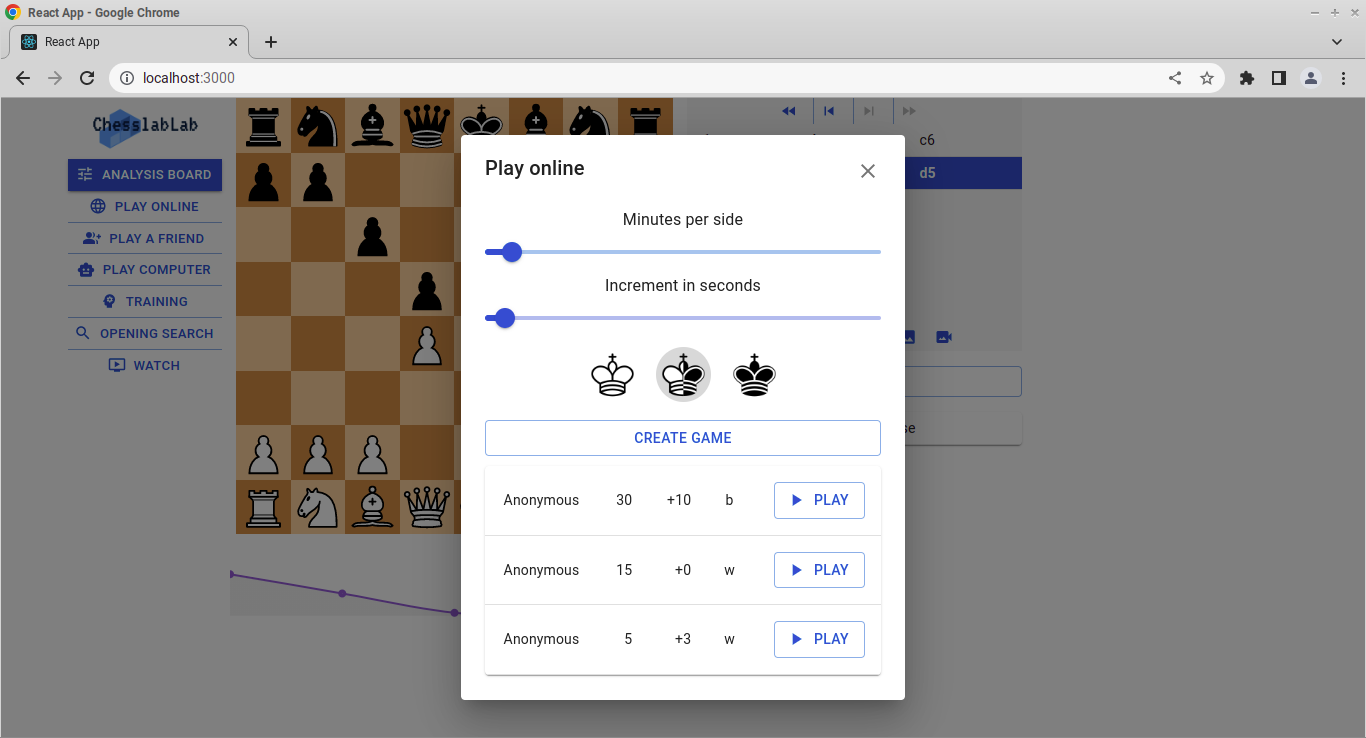 React App - Google Chrome
React App
localhost:3000
ChesslabLab
c6
Play online
ANALYSIS BOARD
d5
PLAY ONLINE
Minutes per side
PLAY A FRIEND
PLAY COMPUTER
Increment in seconds
TRAINING
OPENING SEARCH
WATCH
CREATE GAME
se
Anonymous 30 +10 b PLAY
Anonymous 15 +0 w PLAY
Anonymous 5 +3 w PLAY